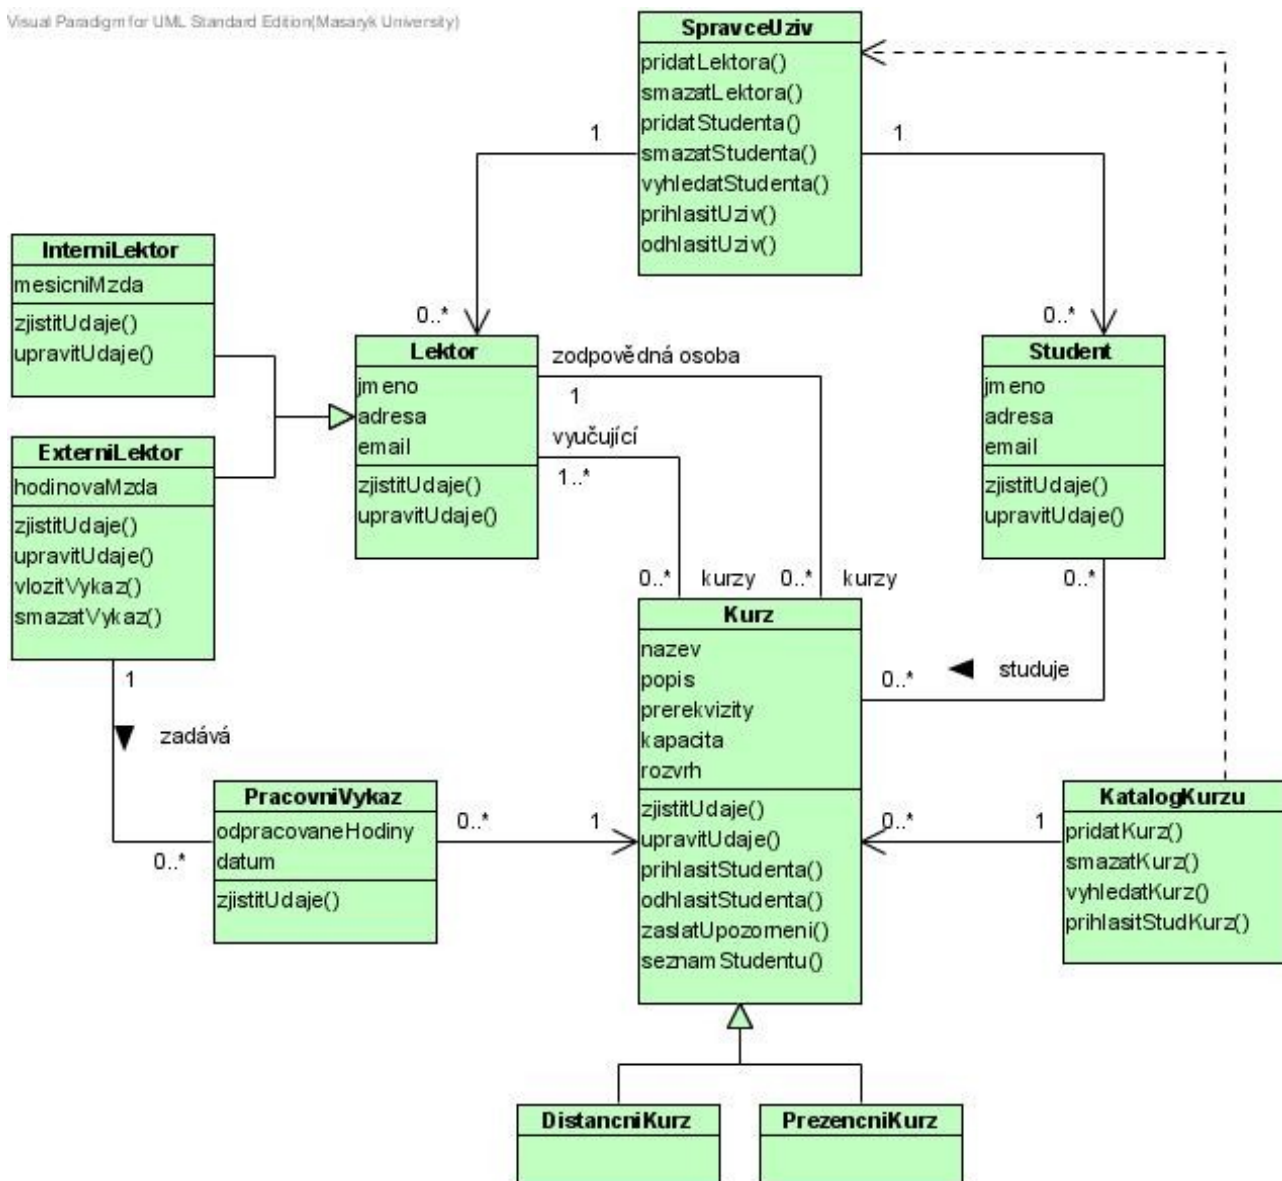 Visual Paradigm for UML Standard Edition(Masaryk University)
SpravceUziv
pridatLektora()
smazatLektora()
pridatStudenta()
smazatStudenta()
vyhledatStudenta()
prihlasitUziv()
odhlasitUziv()
1
1
0..*
0..*
InterniLektor
mesicniMzda
zjistitUdaje()
upravitUdaje()
ExterniLektor
hodinovaMzda
zjistitUdaje()
upravitUdaje()
vlozitVykaz()
smazatVykaz()
Lektor
jmeno
adresa
email
zjistitUdaje()
upravitUdaje()
zodpovědná osoba
1
vyučující
1..*
0..* kurzy
0..* kurzy
Student
jmeno
adresa
email
zjistitUdaje()
upravitUdaje()
0..*
studuje
0..*
Kurz
nazev
popis
prerekvizity
kapacita
rozvrh
zjistitUdaje()
upravitUdaje()
prihlasitStudenta()
odhlasitStudenta()
zaslatUpozorneni()
seznamStudentu()
1
zadává
0..*
PracovniVykaz
odpracovaneHodiny
datum
zjistitUdaje()
0..*
1
0..*
1
KatalogKurzu
pridatKurz()
smazatKurz()
vyhledatKurz()
prihlasitStudKurz()
DistancniKurz
PrezencniKurz